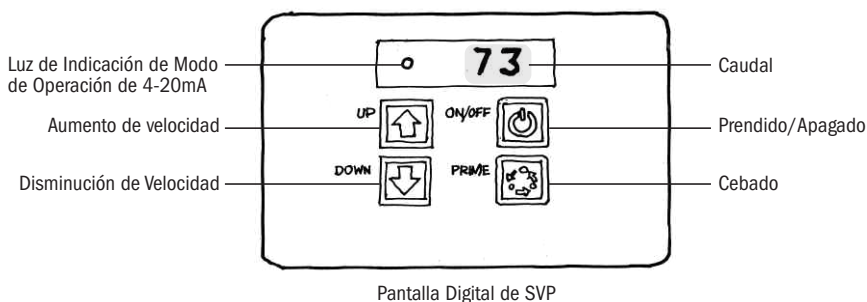 Luz de Indicación de Modo
de Operación de 4-20mA
73
Caudal
UP
ON/OFF
Aumento de velocidad
Prendido/Apagado
DOWN
PRIME
Disminución de Velocidad
Cebado
Pantalla Digital de SVP